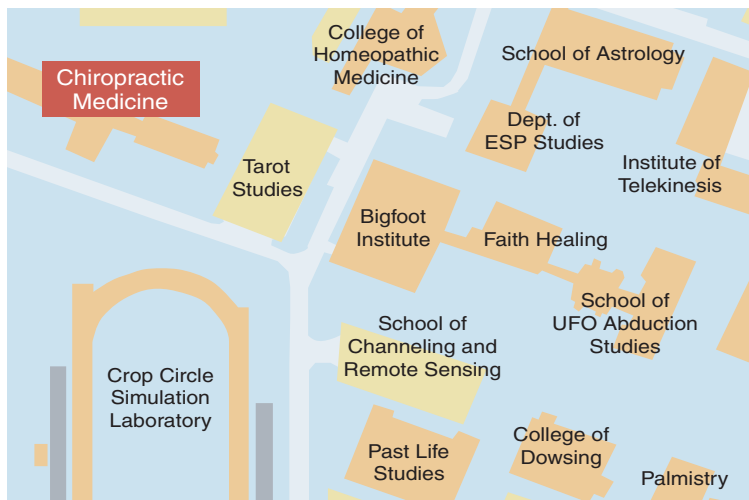 College of
Homeopathic
Medicine
School of Astrology
Chiropractic
Medicine
Dept. of
ESP Studies
Tarot
Studies
Institute of
Telekinesis
Bigfoot
Institute
Faith Healing
School of
UFO Abduction
Studies
School of
Channeling and
Remote Sensing
Crop Circle
Simulation
Laboratory
Past Life
Studies
College of
Dowsing
Palmistry